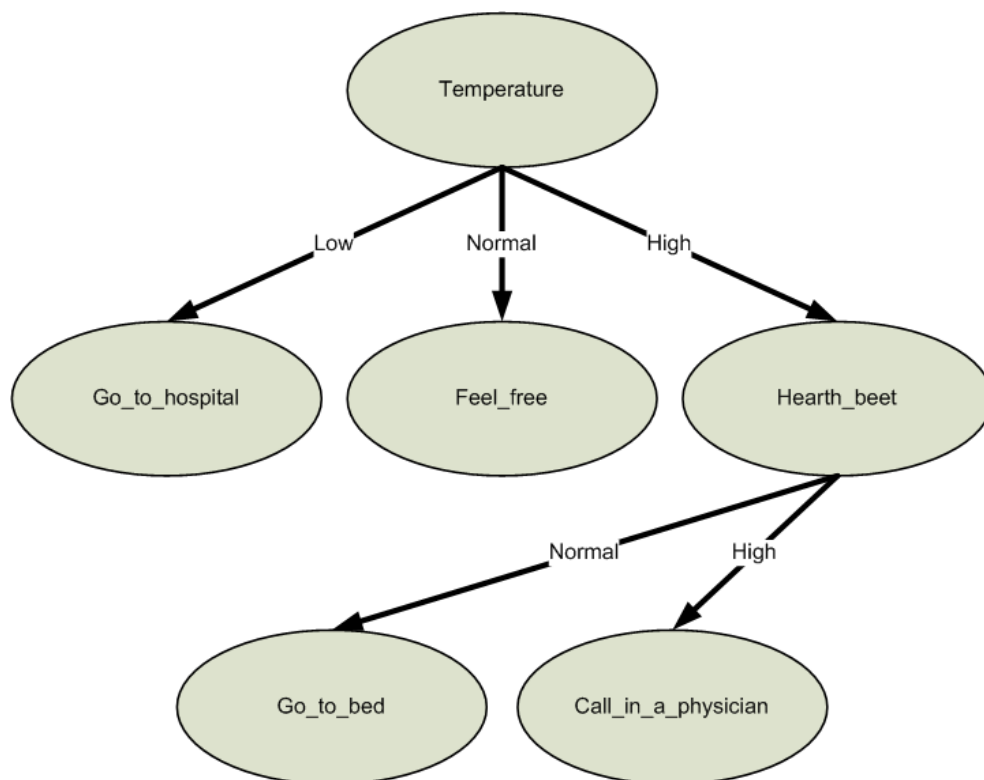 Temperature
Low
Normal
High
Go_to_hospital
Feel_free
Hearth_beet
Normal
High
Go_to_bed
Call_in_a_physician